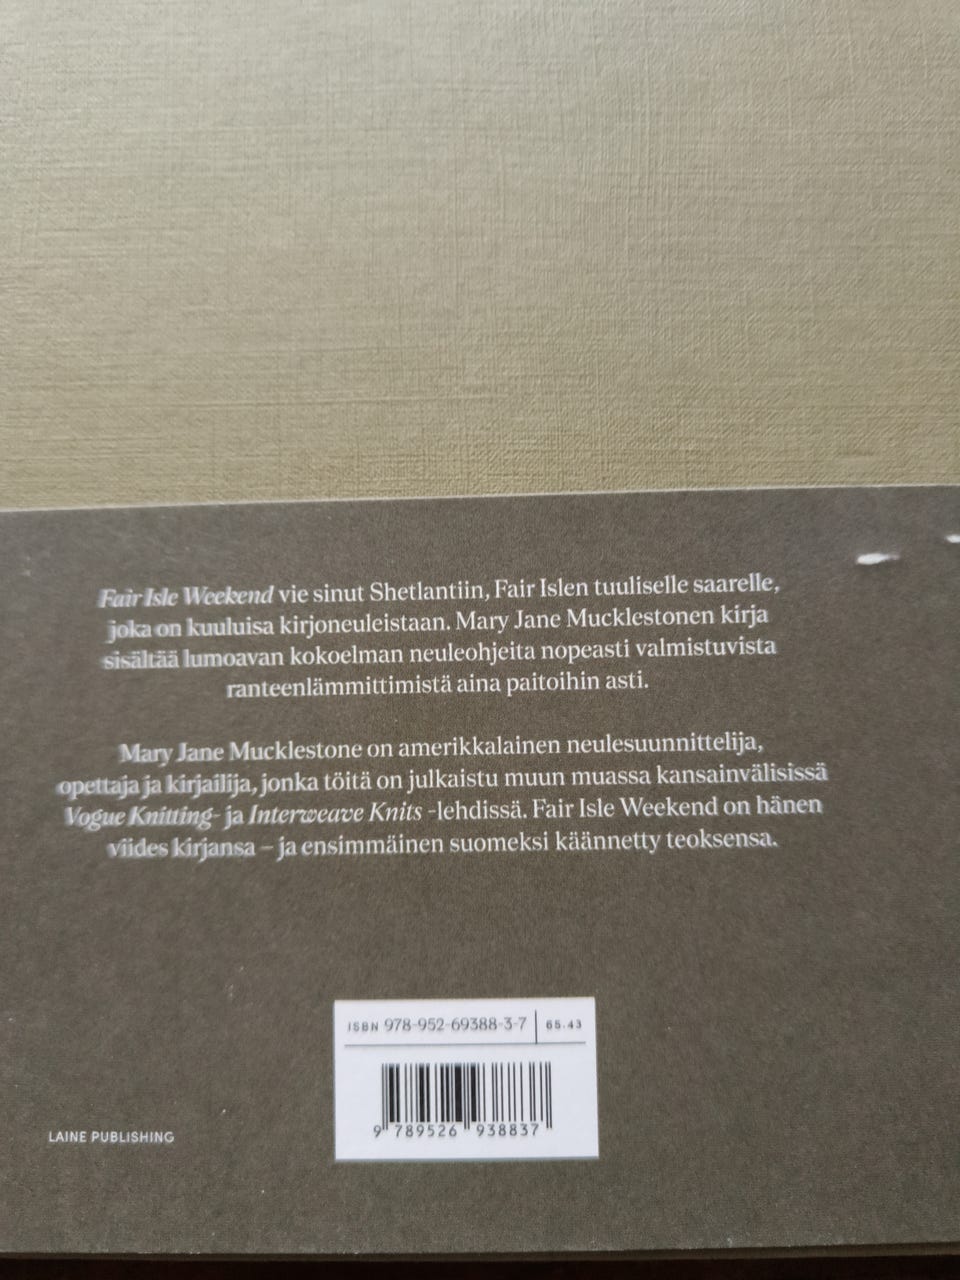 Fair Isle Weekend vie sinut Shetlantiin, Fair Islen tuuliselle saarelle,
joka on kuuluisa kirjoneuleistaan. Mary Jane Mucklestonen kirja
sisältää lumoavan kokoelman neuleohjeita nopeasti valmistuvista
ranteenlämmittimistä aina paitoihin asti.
Mary Jane Mucklestone on amerikkalainen neulesuunnittelija,
opettaja ja kirjailija, jonka töitä on julkaistu muun muassa kansainvälisissä
Vogue Knitting- ja Interweave Knits -lehdissä. Fair Isle Weekend on hänen
viides kirjansa – ja ensimmäinen suomeksi käännetty teoksensa.
ISBN 978-952-69388-3-7 65.43
9 789526 938837
LAINE PUBLISHING